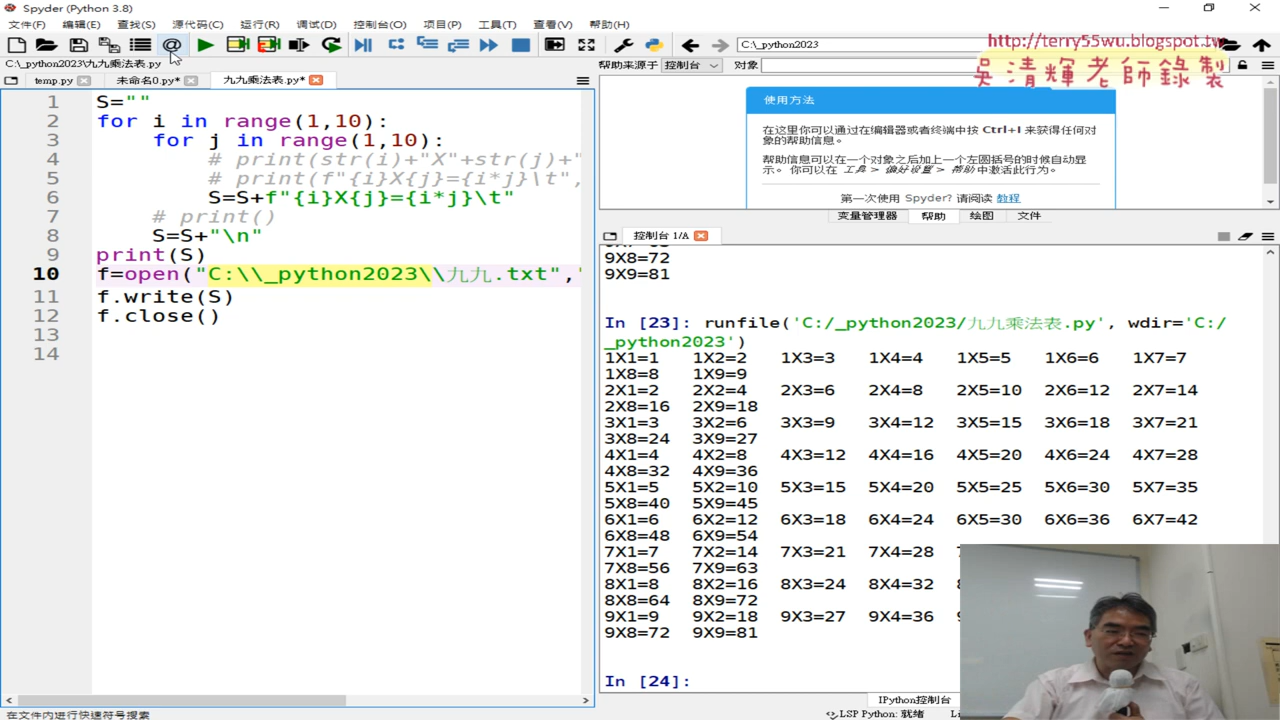 Spyder (Python 3.8)
文件(F) 编辑(E) 查找(S) 源代码(C) 运行(R) 调试(D) 控制台(O) 项目(P) 工具(T) 查看(V) 帮助(H)
C:\_python2023
http://terry55wu.blogspot.tw
吳清輝老師錄製
C:\_python2023\九九乘法表.py
temp.py 未命名0.py* 九九乘法表.py*
帮助来源于 控制台 对象
1 S=""
2 for i in range(1,10):
3 for j in range(1,10):
4 # print(str(i)+"X"+str(j)+"
5 # print(f"{i}X{j}={i*j}\t",
6 S=S+f"{i}X{j}={i*j}\t"
7 # print()
8 S=S+"\n"
9 print(S)
10 f=open("C:\\_python2023\\九九.txt","
11 f.write(S)
12 f.close()
13
14
使用方法
在这里你可以通过在编辑器或者终端中按 Ctrl+I 来获得任何对
象的帮助信息。
帮助信息可以在一个对象之后加上一个左圆括号的时候自动显
示。 你可以在 工具 > 偏好设置 > 帮助 中激活此行为。
第一次使用 Spyder? 请阅读 教程
变量管理器 帮助 绘图 文件
控制台 1/A
9X8=72
9X9=81
In [23]: runfile('C:/_python2023/九九乘法表.py', wdir='C:/
_python2023')
1X1=1 1X2=2 1X3=3 1X4=4 1X5=5 1X6=6 1X7=7
1X8=8 1X9=9
2X1=2 2X2=4 2X3=6 2X4=8 2X5=10 2X6=12 2X7=14
2X8=16 2X9=18
3X1=3 3X2=6 3X3=9 3X4=12 3X5=15 3X6=18 3X7=21
3X8=24 3X9=27
4X1=4 4X2=8 4X3=12 4X4=16 4X5=20 4X6=24 4X7=28
4X8=32 4X9=36
5X1=5 5X2=10 5X3=15 5X4=20 5X5=25 5X6=30 5X7=35
5X8=40 5X9=45
6X1=6 6X2=12 6X3=18 6X4=24 6X5=30 6X6=36 6X7=42
6X8=48 6X9=54
7X1=7 7X2=14 7X3=21 7X4=28
7X8=56 7X9=63
8X1=8 8X2=16 8X3=24 8X4=32
8X8=64 8X9=72
9X1=9 9X2=18 9X3=27 9X4=36
9X8=72 9X9=81
In [24]:
IPython控制台
在文件内进行快速符号搜索
LSP Python: 就绪